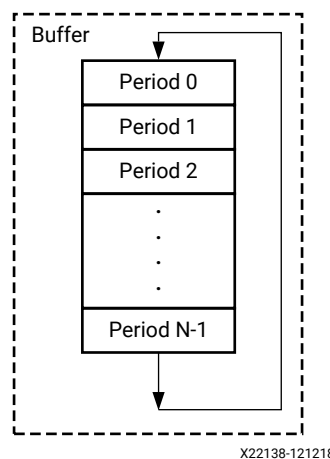 Buffer
Period 0
Period 1
Period 2
.
.
.
.
Period N-1
X22138-121218